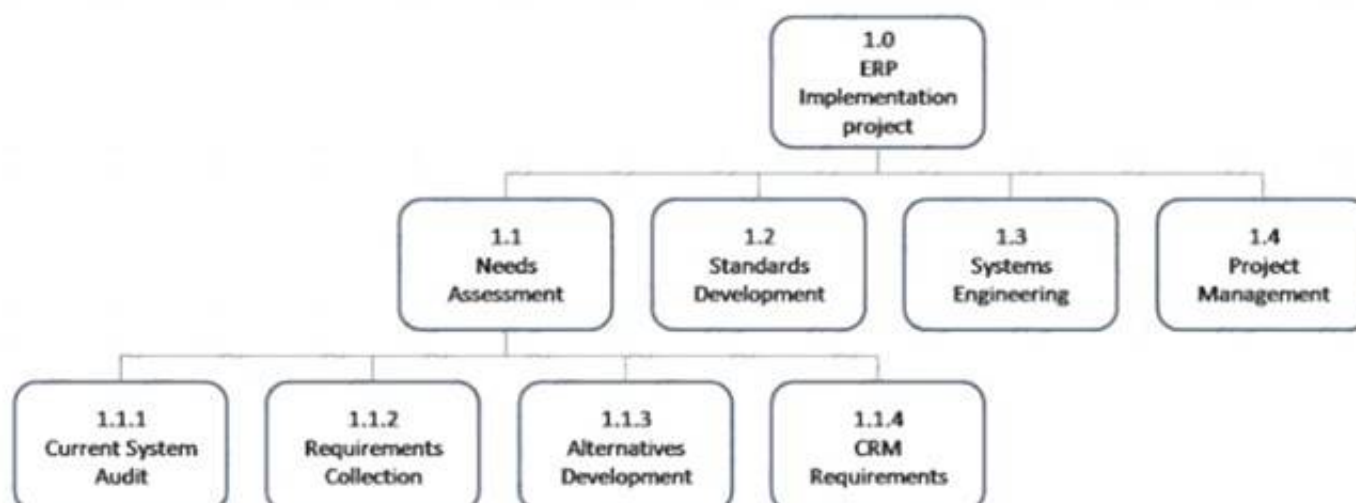 1.0
ERP
Implementation
project
1.1
Needs
Assessment
1.2
Standards
Development
1.3
Systems
Engineering
1.4
Project
Management
1.1.1
Current System
Audit
1.1.2
Requirements
Collection
1.1.3
Alternatives
Development
1.1.4
CRM
Requirements